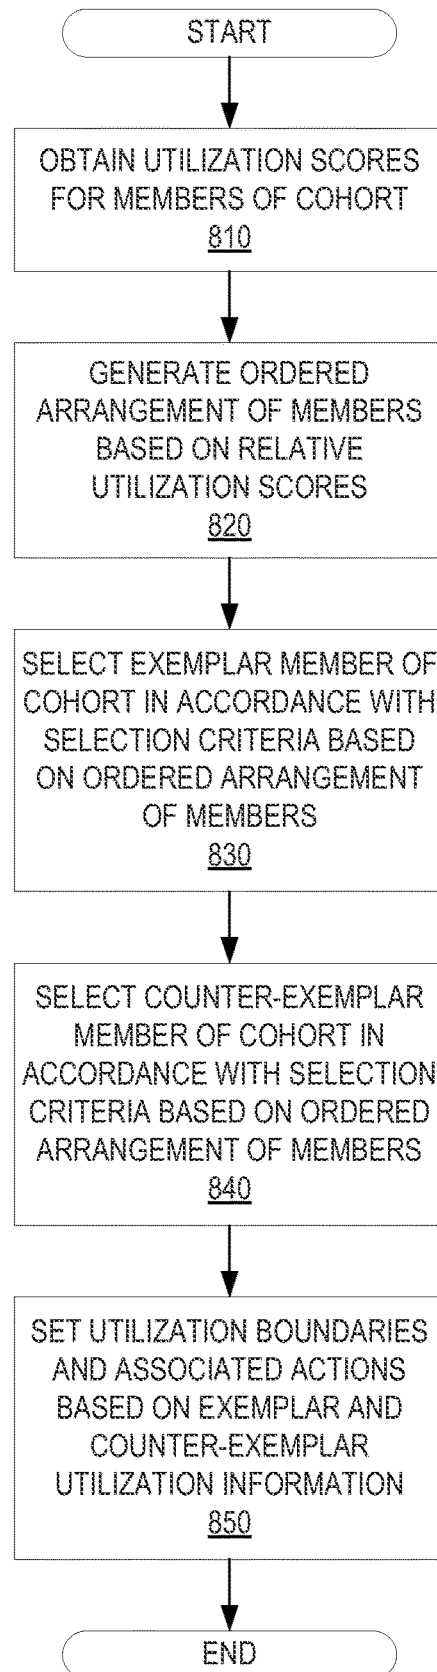 START
OBTAIN UTILIZATION SCORES
FOR MEMBERS OF COHORT
810
GENERATE ORDERED
ARRANGEMENT OF MEMBERS
BASED ON RELATIVE
UTILIZATION SCORES
820
SELECT EXEMPLAR MEMBER OF
COHORT IN ACCORDANCE WITH
SELECTION CRITERIA BASED
ON ORDERED ARRANGEMENT
OF MEMBERS
830
SELECT COUNTER-EXEMPLAR
MEMBER OF COHORT IN
ACCORDANCE WITH SELECTION
CRITERIA BASED ON ORDERED
ARRANGEMENT OF MEMBERS
840
SET UTILIZATION BOUNDARIES
AND ASSOCIATED ACTIONS
BASED ON EXEMPLAR AND
COUNTER-EXEMPLAR
UTILIZATION INFORMATION
850
END